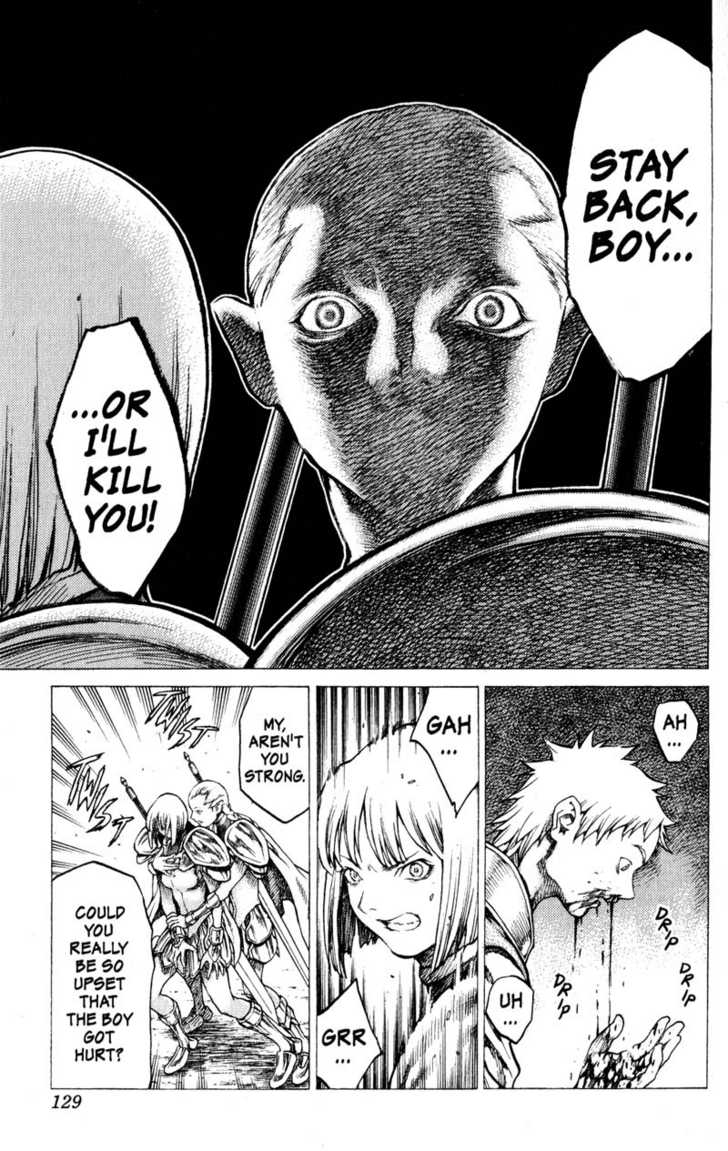 STAY
BACK,
BOY...
...OR
I'LL
KILL
YOU!
AH
...
DRIP
DRIP
DRIP
UH
...
GAH
...
GRR
...
MY,
AREN'T
YOU
STRONG.
TWIST
TWIST
COULD
YOU
REALLY
BE SO
UPSET
THAT
THE BOY
GOT
HURT?
129